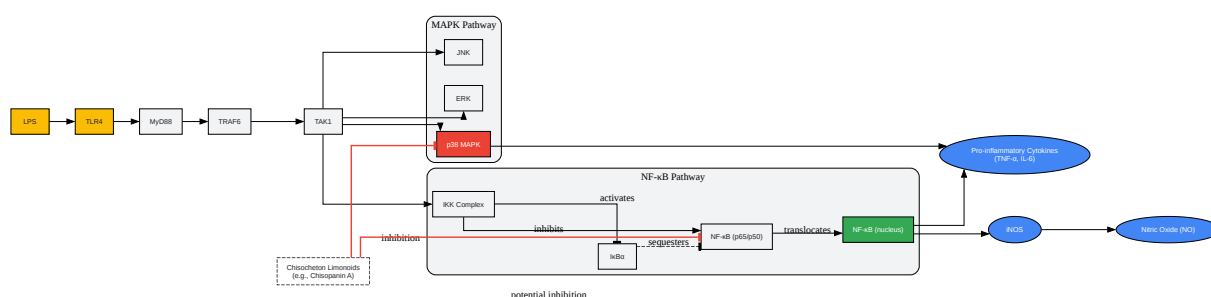 MAPK Pathway
JNK
ERK
LPS
TLR4
MyD88
TRAF6
TAK1
p38 MAPK
Pro-inflammatory Cytokines
(TNF-α, IL-6)
NF-κB Pathway
activates
IKK Complex
inhibits
translocates
NF-κB (p65/p50)
NF-κB (nucleus)
iNOS
Nitric Oxide (NO)
inhibition
sequesters
IκBα
Chisocheton Limonoids
(e.g., Chisopanin A)
potential inhibition